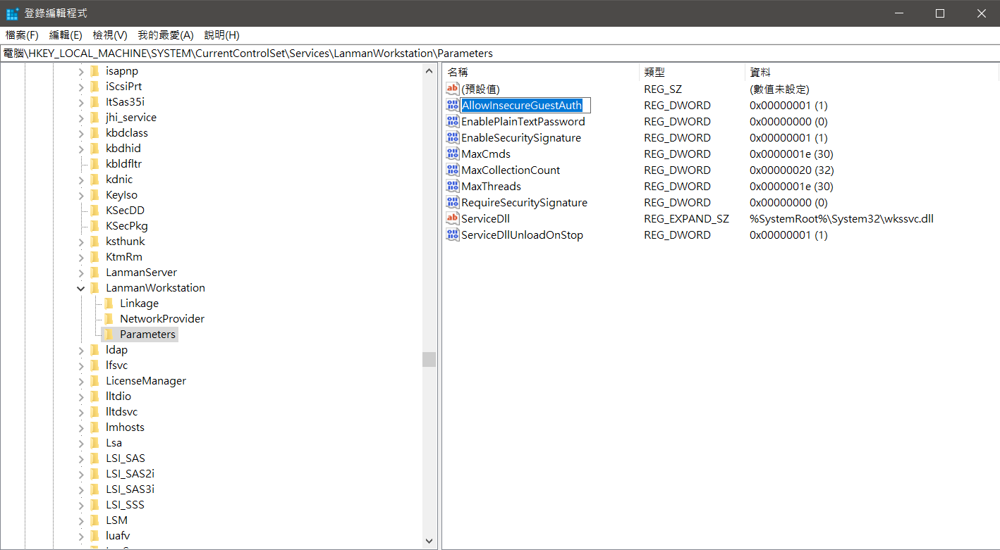 登錄編輯程式
檔案(F) 編輯(E) 檢視(V) 我的最愛(A) 說明(H)
電腦\HKEY_LOCAL_MACHINE\SYSTEM\CurrentControlSet\Services\LanmanWorkstation\Parameters
isapnp
iScsiPrt
ItSas35i
jhi_service
kbdclass
kbdhid
kbldfltr
kdnic
KeyIso
KSecDD
KSecPkg
ksthunk
KtmRm
LanmanServer
LanmanWorkstation
Linkage
NetworkProvider
Parameters
ldap
lfsvc
LicenseManager
lltdio
lltdsvc
lmhosts
Lsa
LSI_SAS
LSI_SAS2i
LSI_SAS3i
LSI_SSS
LSM
luafv
名稱 類型 資料
(預設值) REG_SZ (數值未設定)
AllowInsecureGuestAuth REG_DWORD 0x00000001 (1)
EnablePlainTextPassword REG_DWORD 0x00000000 (0)
EnableSecuritySignature REG_DWORD 0x00000001 (1)
MaxCmds REG_DWORD 0x0000001e (30)
MaxCollectionCount REG_DWORD 0x00000020 (32)
MaxThreads REG_DWORD 0x0000001e (30)
RequireSecuritySignature REG_DWORD 0x00000000 (0)
ServiceDll REG_EXPAND_SZ %SystemRoot%\System32\wkssvc.dll
ServiceDllUnloadOnStop REG_DWORD 0x00000001 (1)